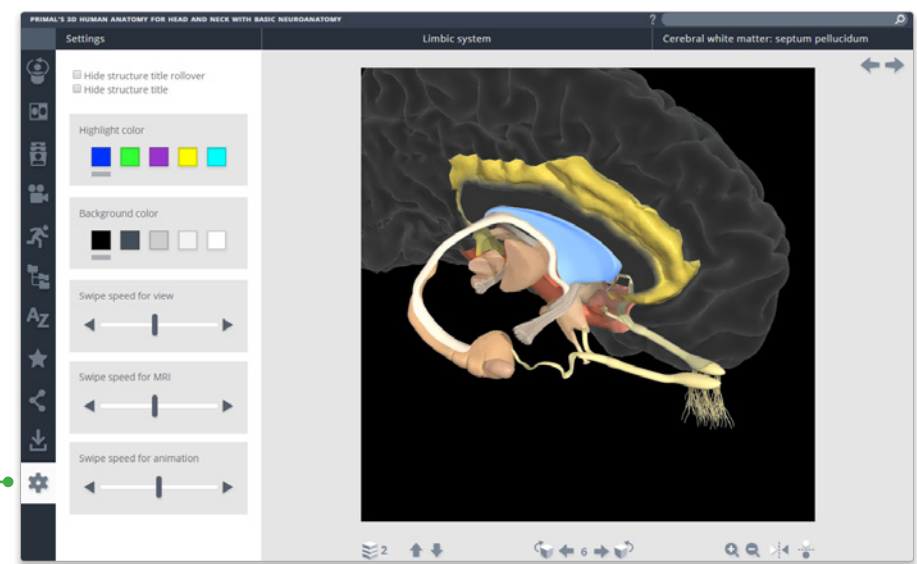 PRIMAL'S 3D HUMAN ANATOMY FOR HEAD AND NECK WITH BASIC NEUROANATOMY
?
Settings
Limbic system
Cerebral white matter: septum pellucidum
Hide structure title rollover
Hide structure title
Highlight color
Background color
AZ
Swipe speed for view
Swipe speed for MRI
Swipe speed for animation
2
6